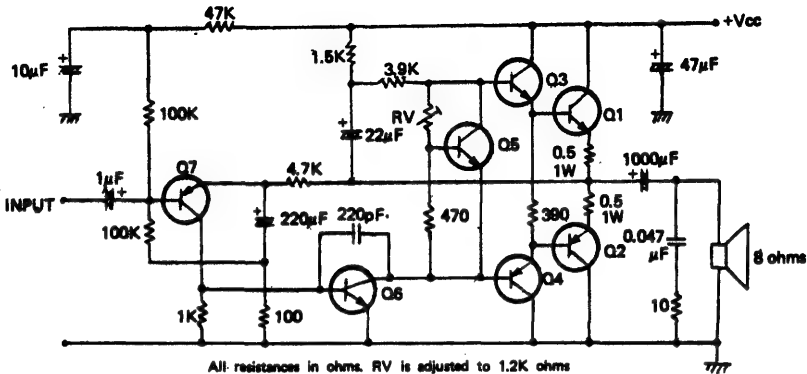 47K
+Vcc
1.5K
10µF
3.9K
Q3
47µF
100K
RV
Q1
22µF
Q5
0.5
1W
1000µF
Q7
1µF
4.7K
INPUT
0.5
1W
100K
220µF
220pF
470
390
0.047
µF
8 ohms
Q2
Q6
Q4
1K
100
10
All resistances in ohms. RV is adjusted to 1.2K ohms